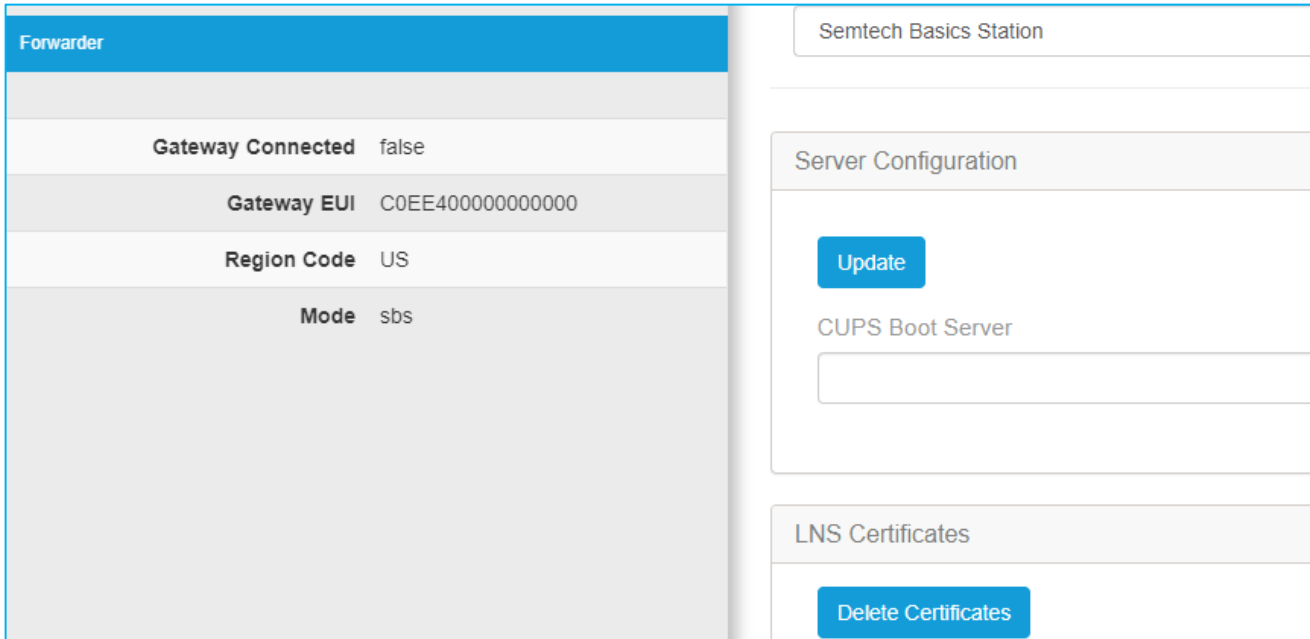 Forwarder
Gateway Connected false
Gateway EUI C0EE400000000000
Region Code US
Mode sbs
Semtech Basics Station
Server Configuration
Update
CUPS Boot Server
LNS Certificates
Delete Certificates